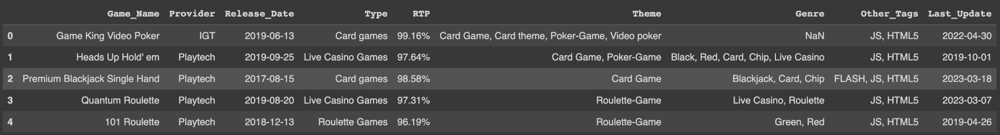 Game_Name Provider Release_Date Type RTP Theme Genre Other_Tags Last_Update
0 Game King Video Poker IGT 2019-06-13 Card games 99.16% Card Game, Card theme, Poker-Game, Video poker NaN JS, HTML5 2022-04-30
1 Heads Up Hold' em Playtech 2019-09-25 Live Casino Games 97.64% Card Game, Poker-Game Black, Red, Card, Chip, Live Casino JS, HTML5 2019-10-01
2 Premium Blackjack Single Hand Playtech 2017-08-15 Card games 98.58% Card Game Blackjack, Card, Chip FLASH, JS, HTML5 2023-03-18
3 Quantum Roulette Playtech 2019-08-20 Live Casino Games 97.31% Roulette-Game Live Casino, Roulette JS, HTML5 2023-03-07
4 101 Roulette Playtech 2018-12-13 Roulette Games 96.19% Roulette-Game Green, Red JS, HTML5 2019-04-26